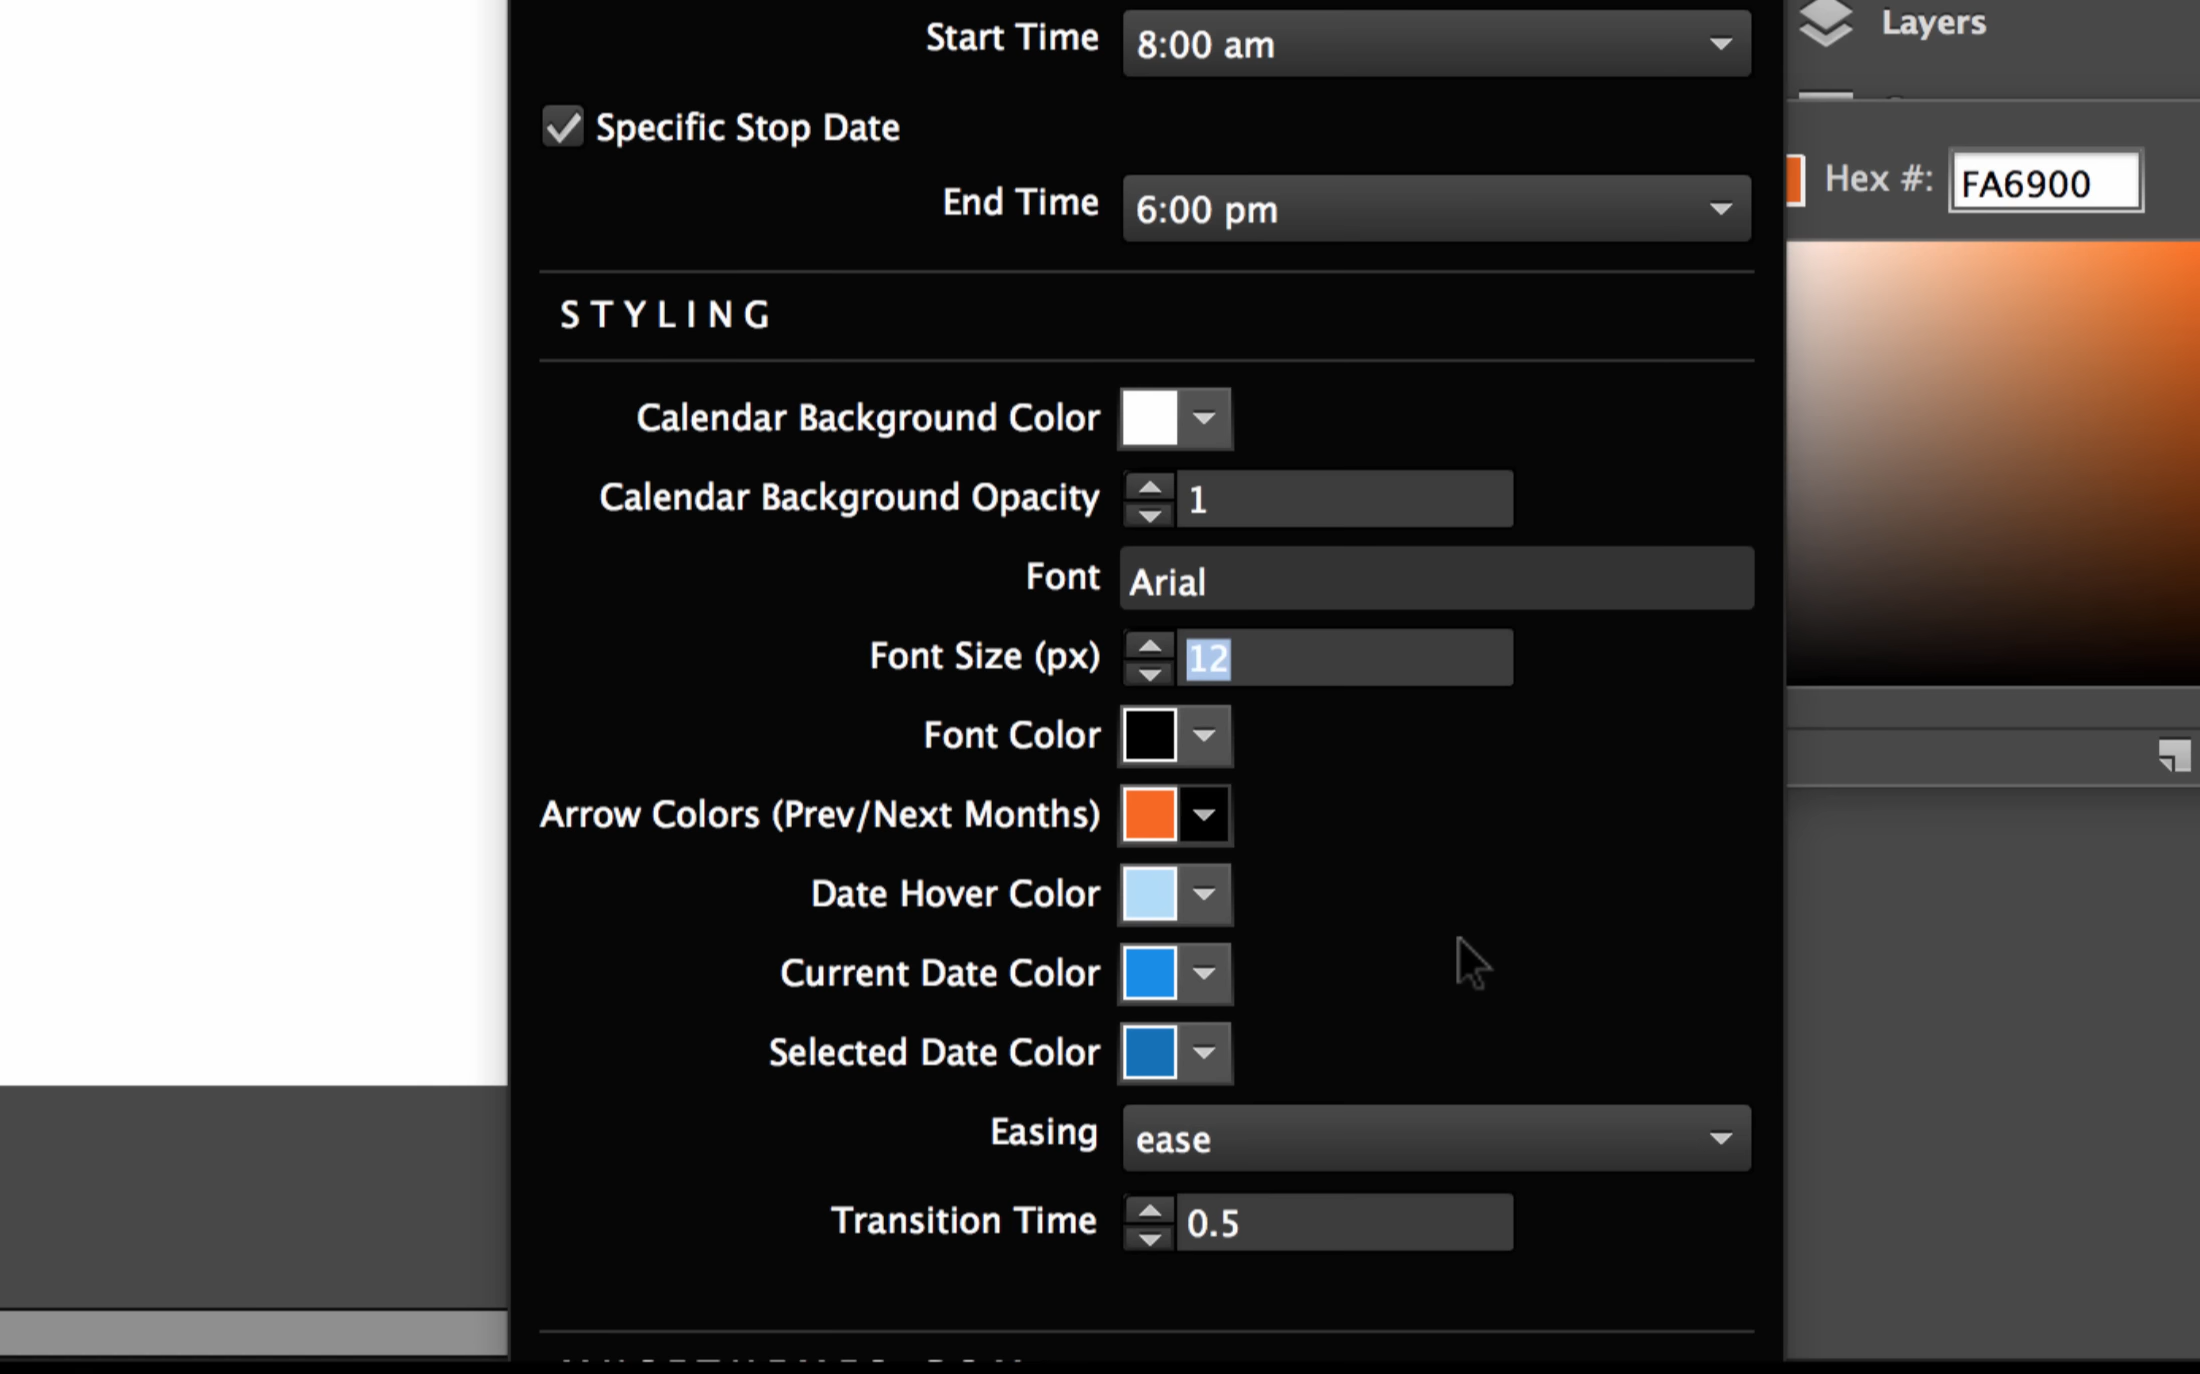 Start Time 8:00 am
Specific Stop Date
End Time 6:00 pm
STYLING
Calendar Background Color
Calendar Background Opacity 1
Font Arial
Font Size (px) 12
Font Color
Arrow Colors (Prev/Next Months)
Date Hover Color
Current Date Color
Selected Date Color
Easing ease
Transition Time 0.5
Layers
Hex #: FA6900